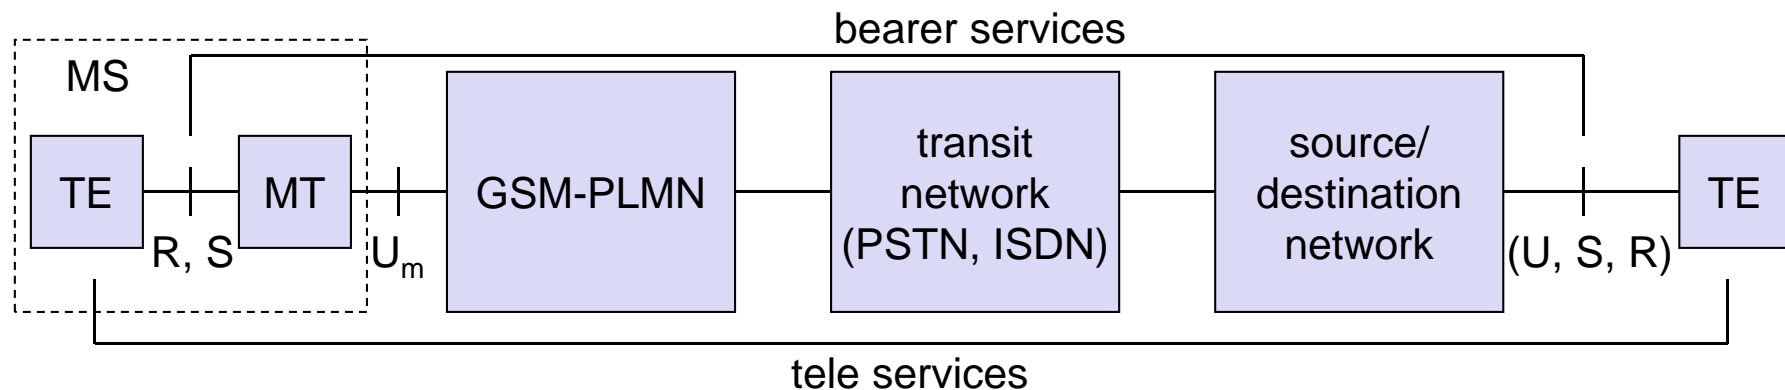 bearer services
MS
TE
MT
GSM-PLMN
transit
network
(PSTN, ISDN)
source/
destination
network
TE
R, S
Um
(U, S, R)
tele services